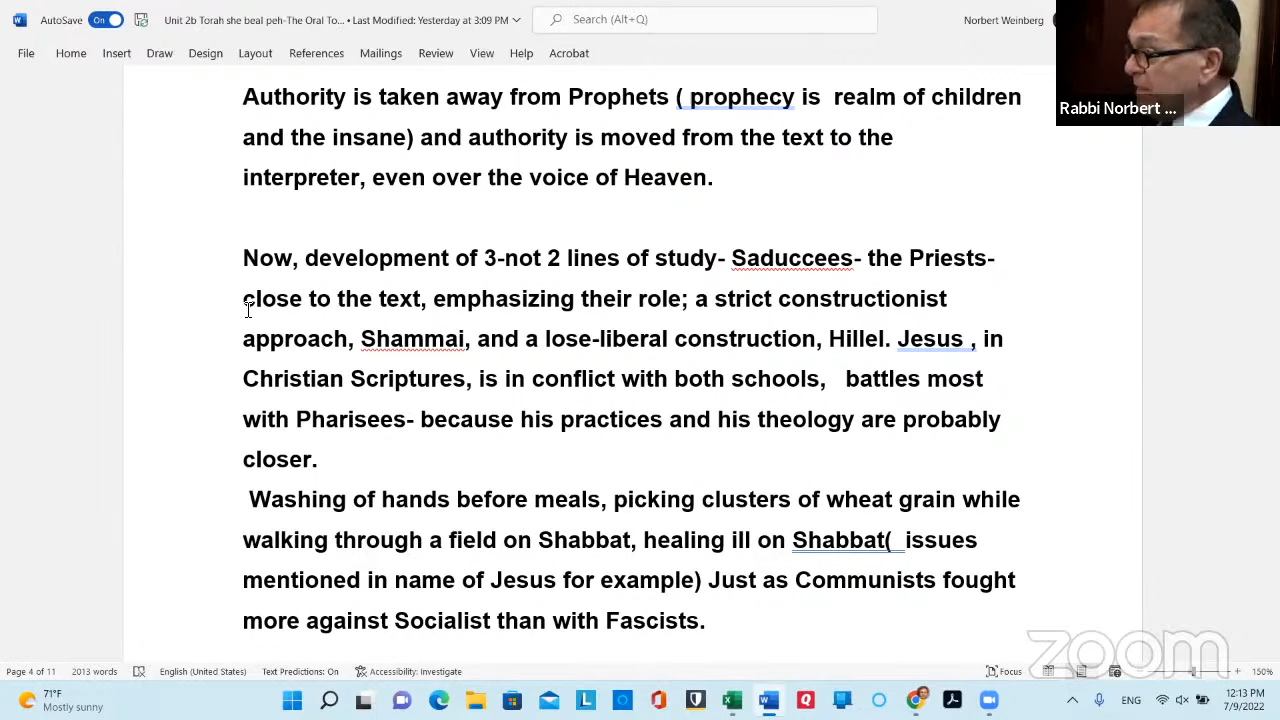 AutoSave On Unit 2b Torah she beal peh-The Oral To... • Last Modified: Yesterday at 3:09 PM Search (Alt+Q) Norbert Weinberg
File Home Insert Draw Design Layout References Mailings Review View Help Acrobat
Rabbi Norbert ...
Authority is taken away from Prophets ( prophecy is  realm of children
and the insane) and authority is moved from the text to the
interpreter, even over the voice of Heaven.
Now, development of 3-not 2 lines of study- Saduccees- the Priests-
close to the text, emphasizing their role; a strict constructionist
approach, Shammai, and a lose-liberal construction, Hillel. Jesus , in
Christian Scriptures, is in conflict with both schools,   battles most
with Pharisees- because his practices and his theology are probably
closer.
Washing of hands before meals, picking clusters of wheat grain while
walking through a field on Shabbat, healing ill on Shabbat(  issues
mentioned in name of Jesus for example) Just as Communists fought
more against Socialist than with Fascists.
zoom
Page 4 of 11 2013 words English (United States) Text Predictions: On Accessibility: Investigate Focus 150%
71°F
Mostly sunny
ENG
12:13 PM
7/9/2022